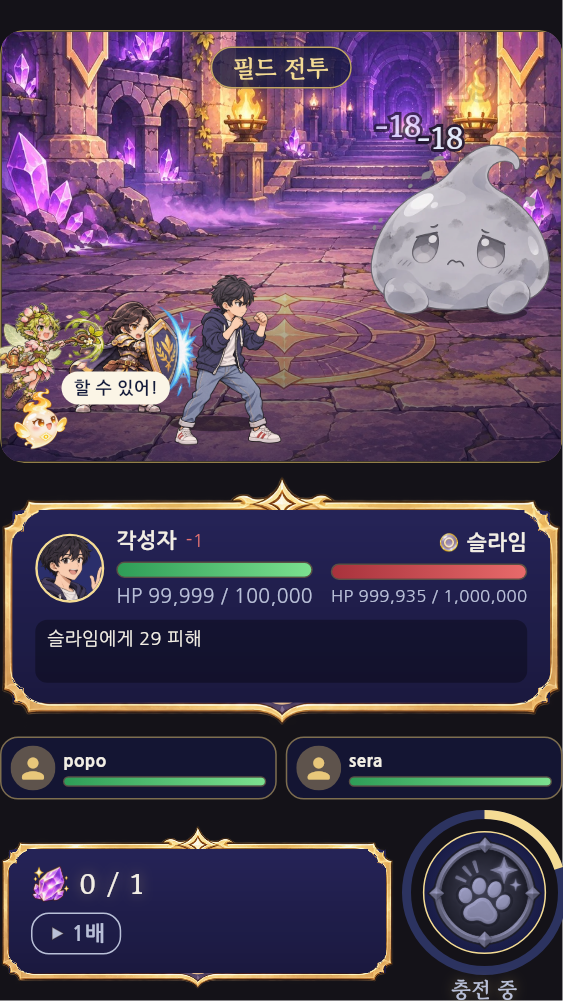 필드 전투
-18
-18
할 수 있어!
각성자 -1
슬라임
HP 99,999 / 100,000
HP 999,935 / 1,000,000
슬라임에게 29 피해
popo
sera
0 / 1
▶ 1배
충전 중